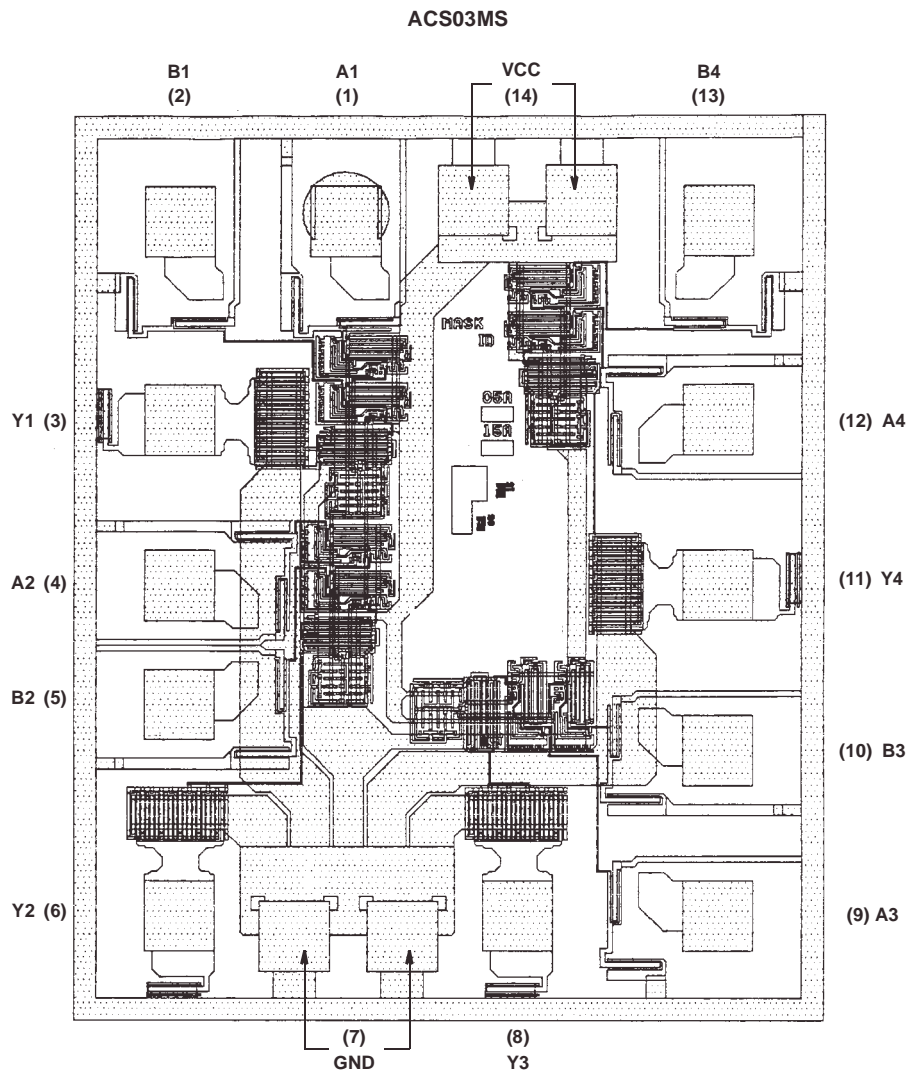 ACS03MS
B1 A1 VCC B4
(2) (1) (14) (13)
MASK
ID
05A
15A
Y1 (3)
(12) A4
A2 (4)
(11) Y4
B2 (5)
(10) B3
Y2 (6)
(9) A3
(7) (8)
GND Y3